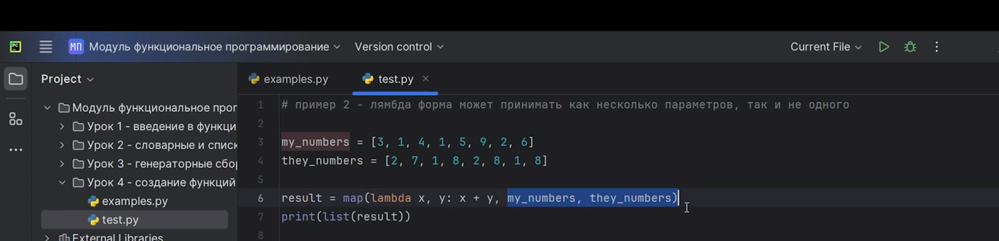 PC
МП Модуль функциональное программирование Version control Current File
Project
examples.py test.py
Модуль функциональное прог
Урок 1 - введение в функци
Урок 2 - словарные и списк
Урок 3 - генераторные сбор
Урок 4 - создание функций
examples.py
test.py
External Libraries
1 # пример 2 - лямбда форма может принимать как несколько параметров, так и не одного
2
3 my_numbers = [3, 1, 4, 1, 5, 9, 2, 6]
4 they_numbers = [2, 7, 1, 8, 2, 8, 1, 8]
5
6 result = map(lambda x, y: x + y, my_numbers, they_numbers)
7 print(list(result))
8